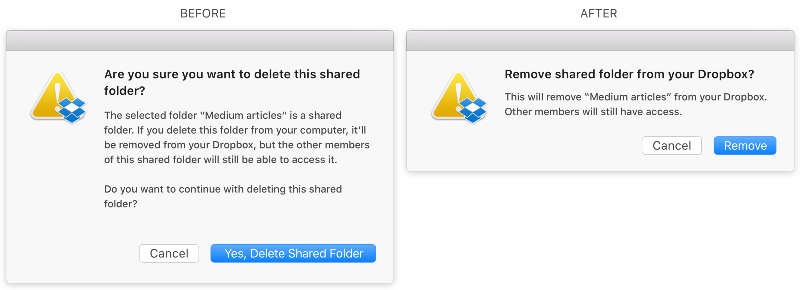 BEFORE
Are you sure you want to delete this shared
folder?
The selected folder “Medium articles” is a shared
folder. If you delete this folder from your computer, it’ll
be removed from your Dropbox, but the other members
of this shared folder will still be able to access it.
Do you want to continue with deleting this shared
folder?
Cancel
Yes, Delete Shared Folder
AFTER
Remove shared folder from your Dropbox?
This will remove “Medium articles” from your Dropbox.
Other members will still have access.
Cancel
Remove